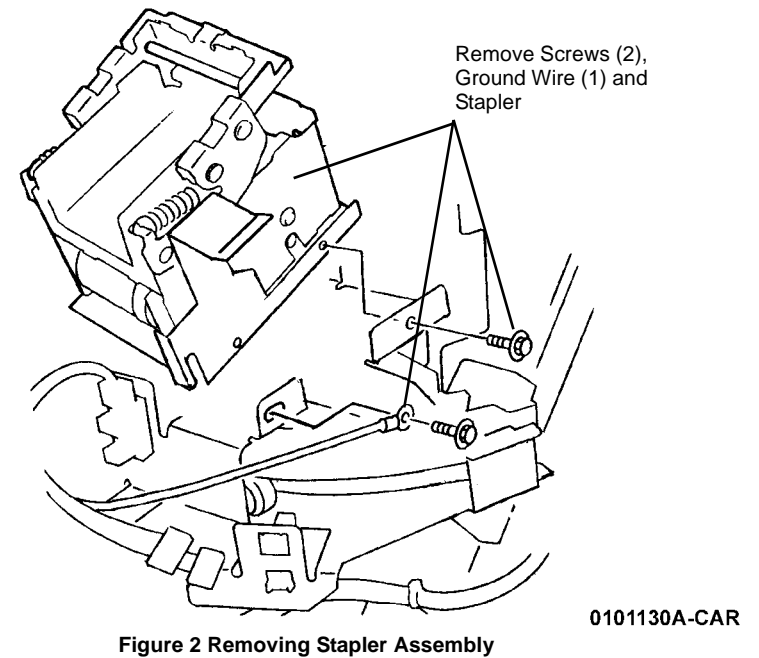 Remove Screws (2),
Ground Wire (1) and
Stapler
0101130A-CAR
Figure 2 Removing Stapler Assembly